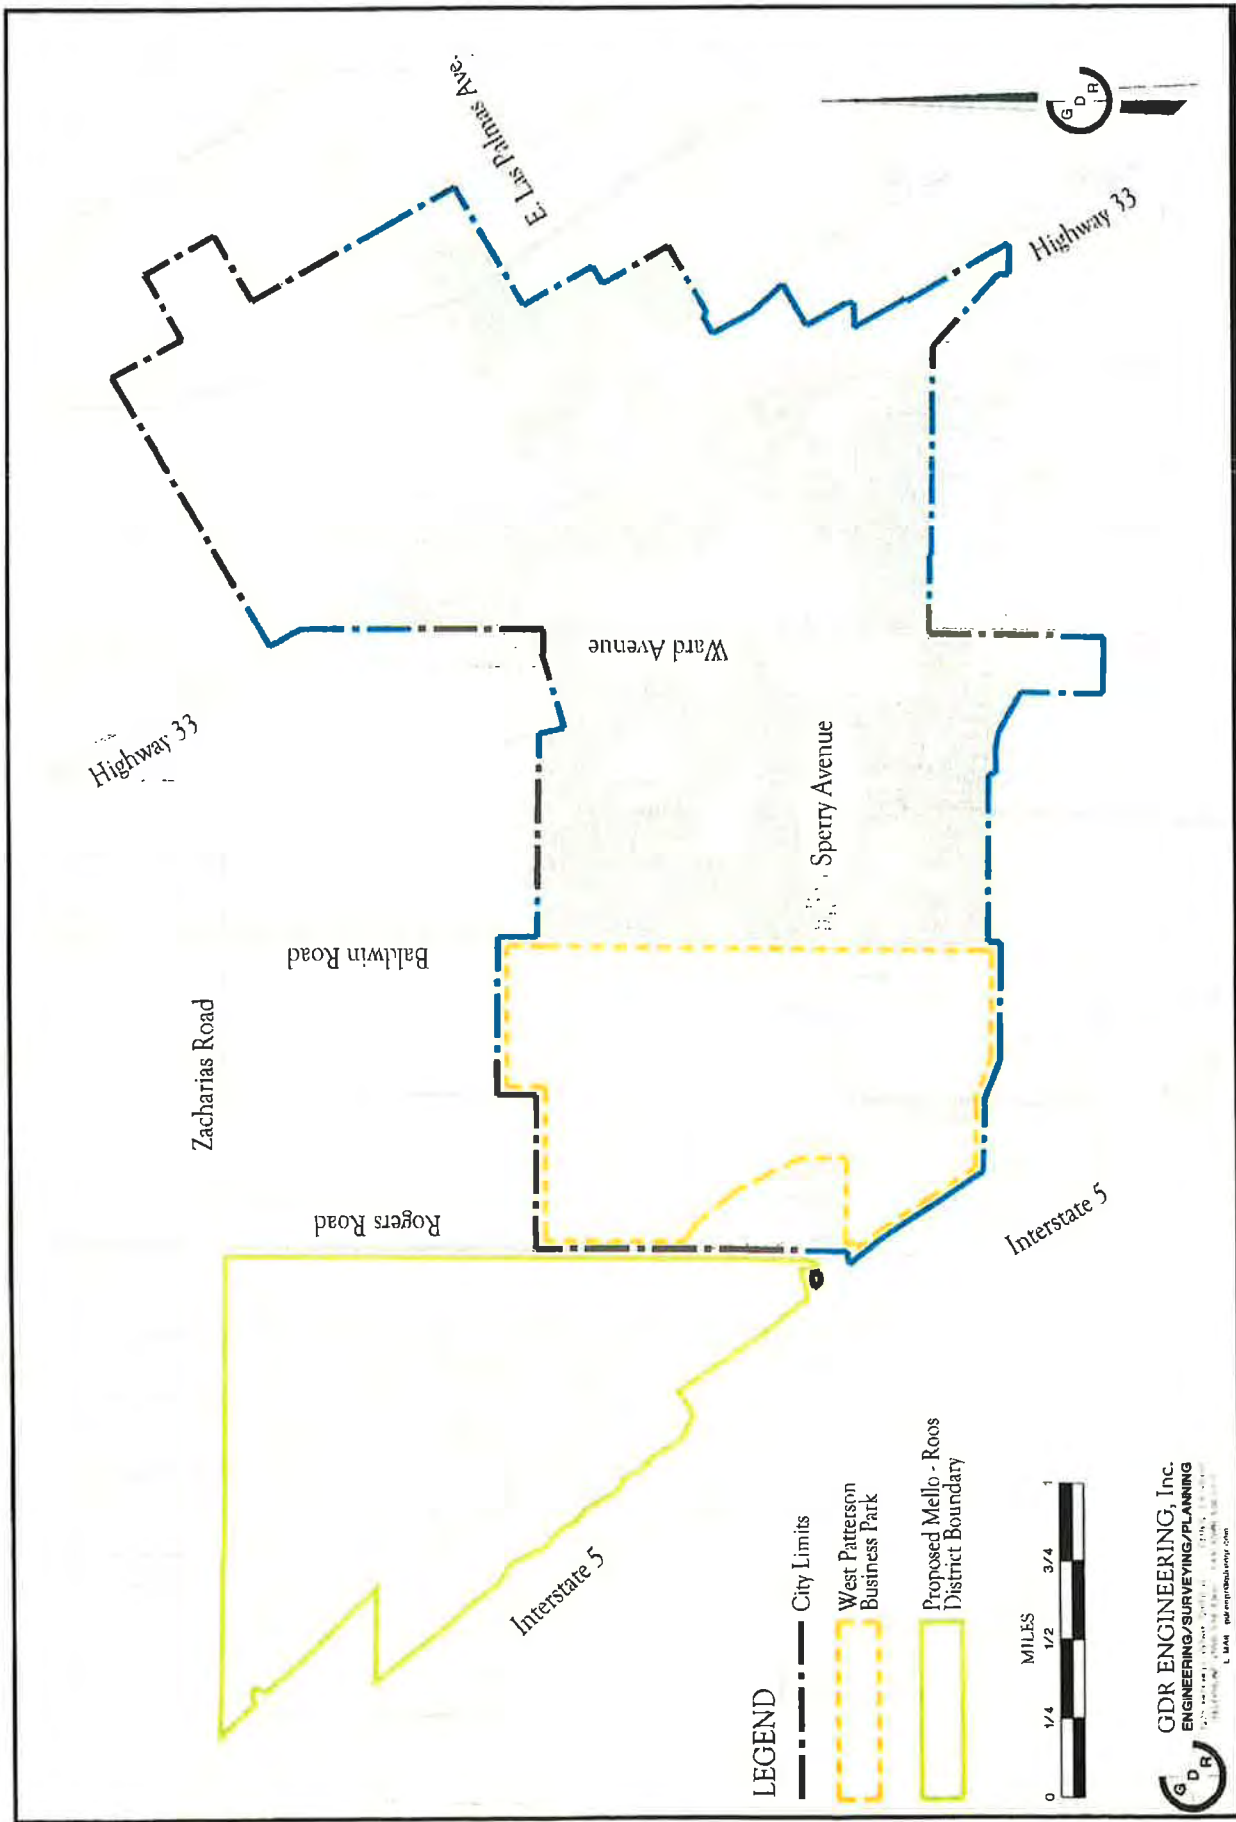 E. Las Palmas Ave.
G D R
Highway 33
Highway 33
Ward Avenue
Sperry Avenue
Baldwin Road
Zacharias Road
Rogers Road
Interstate 5
Interstate 5
LEGEND
City Limits
West Patterson
Business Park
Proposed Mello - Roos
District Boundary
MILES
0 1/4 1/2 3/4 1
G D R
GDR ENGINEERING, Inc.
ENGINEERING/SURVEYING/PLANNING